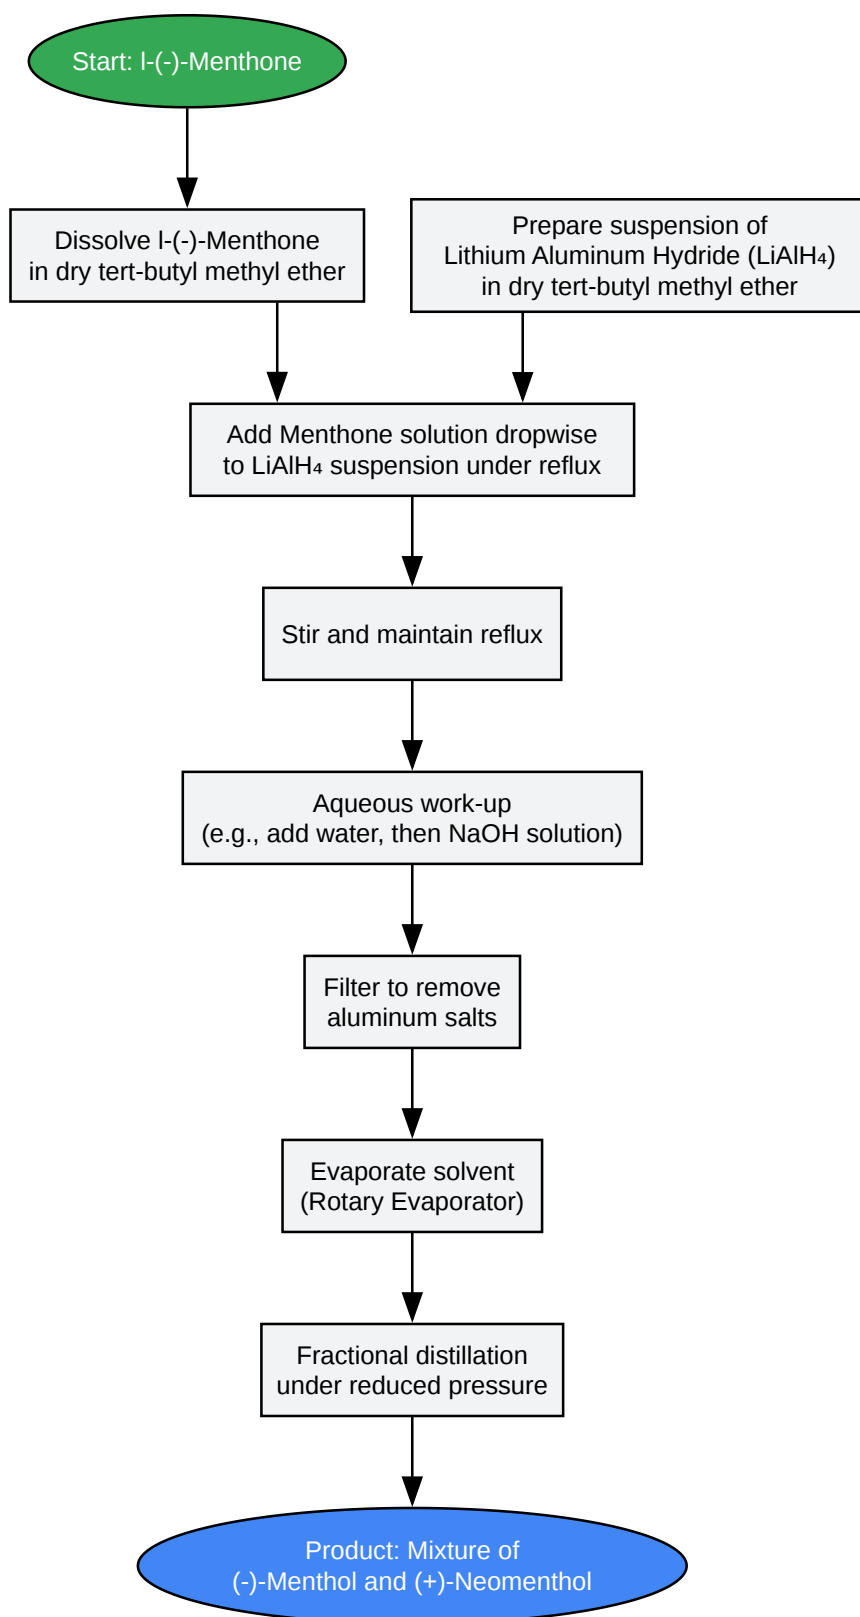 Start: l-(-)-Menthone
Dissolve l-(-)-Menthone
in dry tert-butyl methyl ether
Prepare suspension of
Lithium Aluminum Hydride (LiAlH₄)
in dry tert-butyl methyl ether
Add Menthone solution dropwise
to LiAlH₄ suspension under reflux
Stir and maintain reflux
Aqueous work-up
(e.g., add water, then NaOH solution)
Filter to remove
aluminum salts
Evaporate solvent
(Rotary Evaporator)
Fractional distillation
under reduced pressure
Product: Mixture of
(-)-Menthol and (+)-Neomenthol